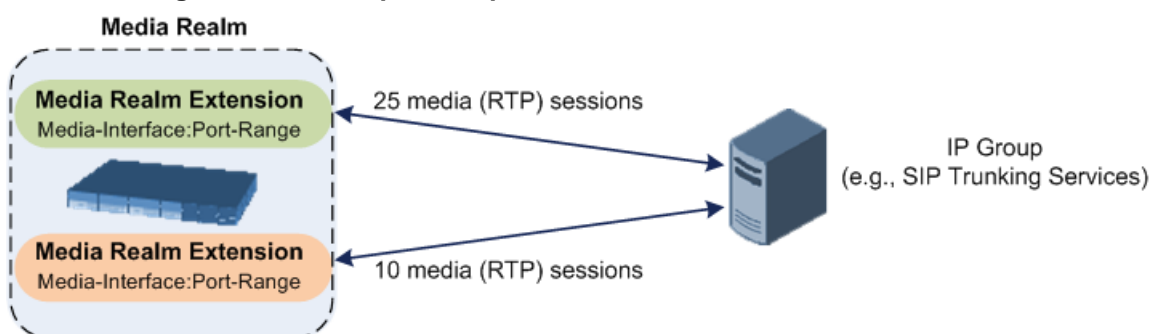 Media Realm
Media Realm Extension
Media-Interface:Port-Range
25 media (RTP) sessions
IP Group
(e.g., SIP Trunking Services)
Media Realm Extension
Media-Interface:Port-Range
10 media (RTP) sessions